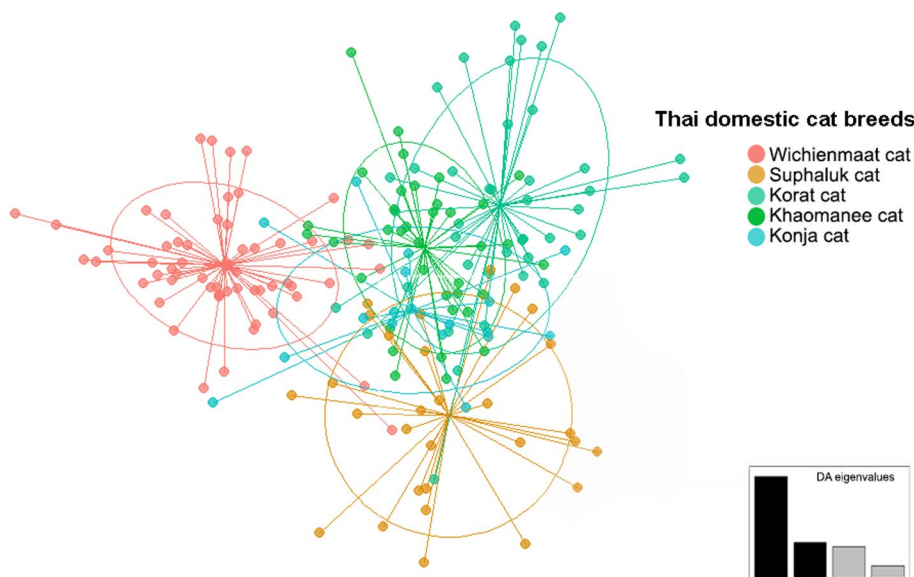 Thai domestic cat breeds
Wichienmaat cat
Suphaluk cat
Korat cat
Khaomanee cat
Konja cat
DA eigenvalues